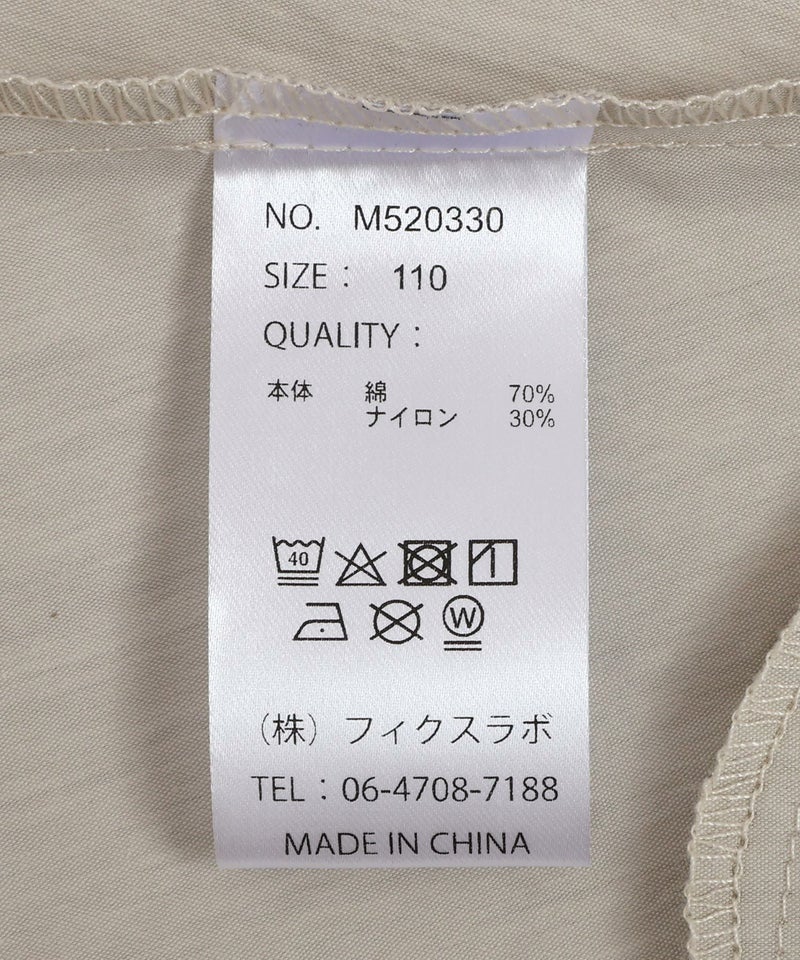 NO. M520330
SIZE： 110
QUALITY：
本体 綿 70%
ナイロン 30%
40
W
（株）フィクスラボ
TEL：06-4708-7188
MADE IN CHINA